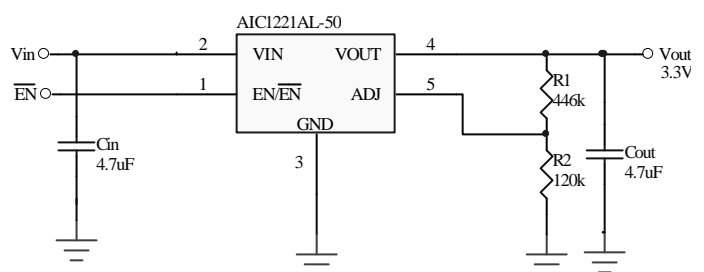 AIC1221AL-50
Vin
2
VIN
VOUT
4
Vout
3.3V
EN
1
EN/EN
ADJ
5
R1
446k
GND
3
Cin
4.7uF
R2
120k
Cout
4.7uF